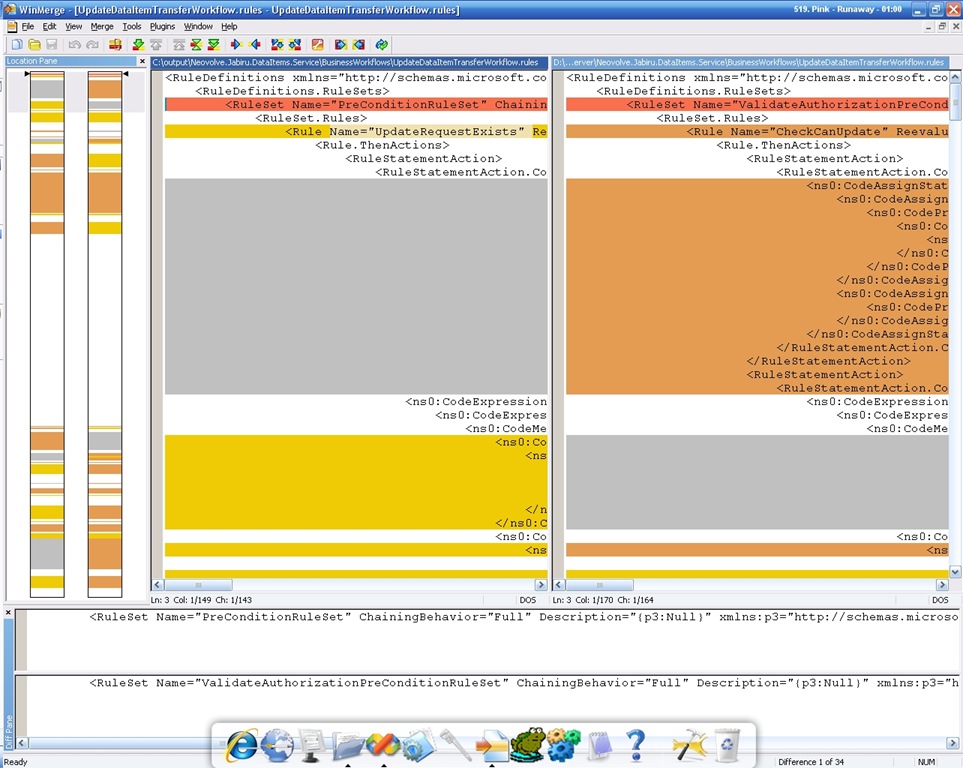 WinMerge - [UpdateDataItemTransferWorkflow.rules - UpdateDataItemTransferWorkflow.rules]
519. Pink - Runaway - 01:00
File Edit View Merge Tools Plugins Window Help
Location Pane
C:\output\Neovolve.Jabiru.DataItems.Service\BusinessWorkflows\UpdateDataItemTransferWorkflow.rules
<RuleDefinitions xmlns="http://schemas.microsoft.co
<RuleDefinitions.RuleSets>
<RuleSet Name="PreConditionRuleSet" Chainin
<RuleSet.Rules>
<Rule Name="UpdateRequestExists" Re
<Rule.ThenActions>
<RuleStatementAction>
<RuleStatementAction.Co
<ns0:CodeExpression
<ns0:CodeExpres
<ns0:CodeMe
<ns0:Co
<ns
</n
</ns0:C
<ns0:Co
<ns
Ln: 3 Col: 1/149 Ch: 1/143
DOS
D:\...erver\Neovolve.Jabiru.DataItems.Service\BusinessWorkflows\UpdateDataItemTransferWorkflow.rules
<RuleDefinitions xmlns="http://schemas.microsoft.co
<RuleDefinitions.RuleSets>
<RuleSet Name="ValidateAuthorizationPreCond
<RuleSet.Rules>
<Rule Name="CheckCanUpdate" Reevalu
<Rule.ThenActions>
<RuleStatementAction>
<RuleStatementAction.Co
<ns0:CodeAssignStat
<ns0:CodeAssign
<ns0:CodePr
<ns0:Co
<ns
</ns0:C
</ns0:CodeP
</ns0:CodeAssig
<ns0:CodeAssign
<ns0:CodePr
</ns0:CodeAssig
</ns0:CodeAssignSta
</RuleStatementAction.C
</RuleStatementAction>
<RuleStatementAction>
<RuleStatementAction.Co
<ns0:CodeExpression
<ns0:CodeExpres
<ns0:CodeMe
<ns0:Co
<ns
Ln: 3 Col: 1/170 Ch: 1/164
DOS
<RuleSet Name="PreConditionRuleSet" ChainingBehavior="Full" Description="{p3:Null}" xmlns:p3="http://schemas.microso
<RuleSet Name="ValidateAuthorizationPreConditionRuleSet" ChainingBehavior="Full" Description="{p3:Null}" xmlns:p3="h
Diff Pane
Ready
Difference 1 of 34
NUM